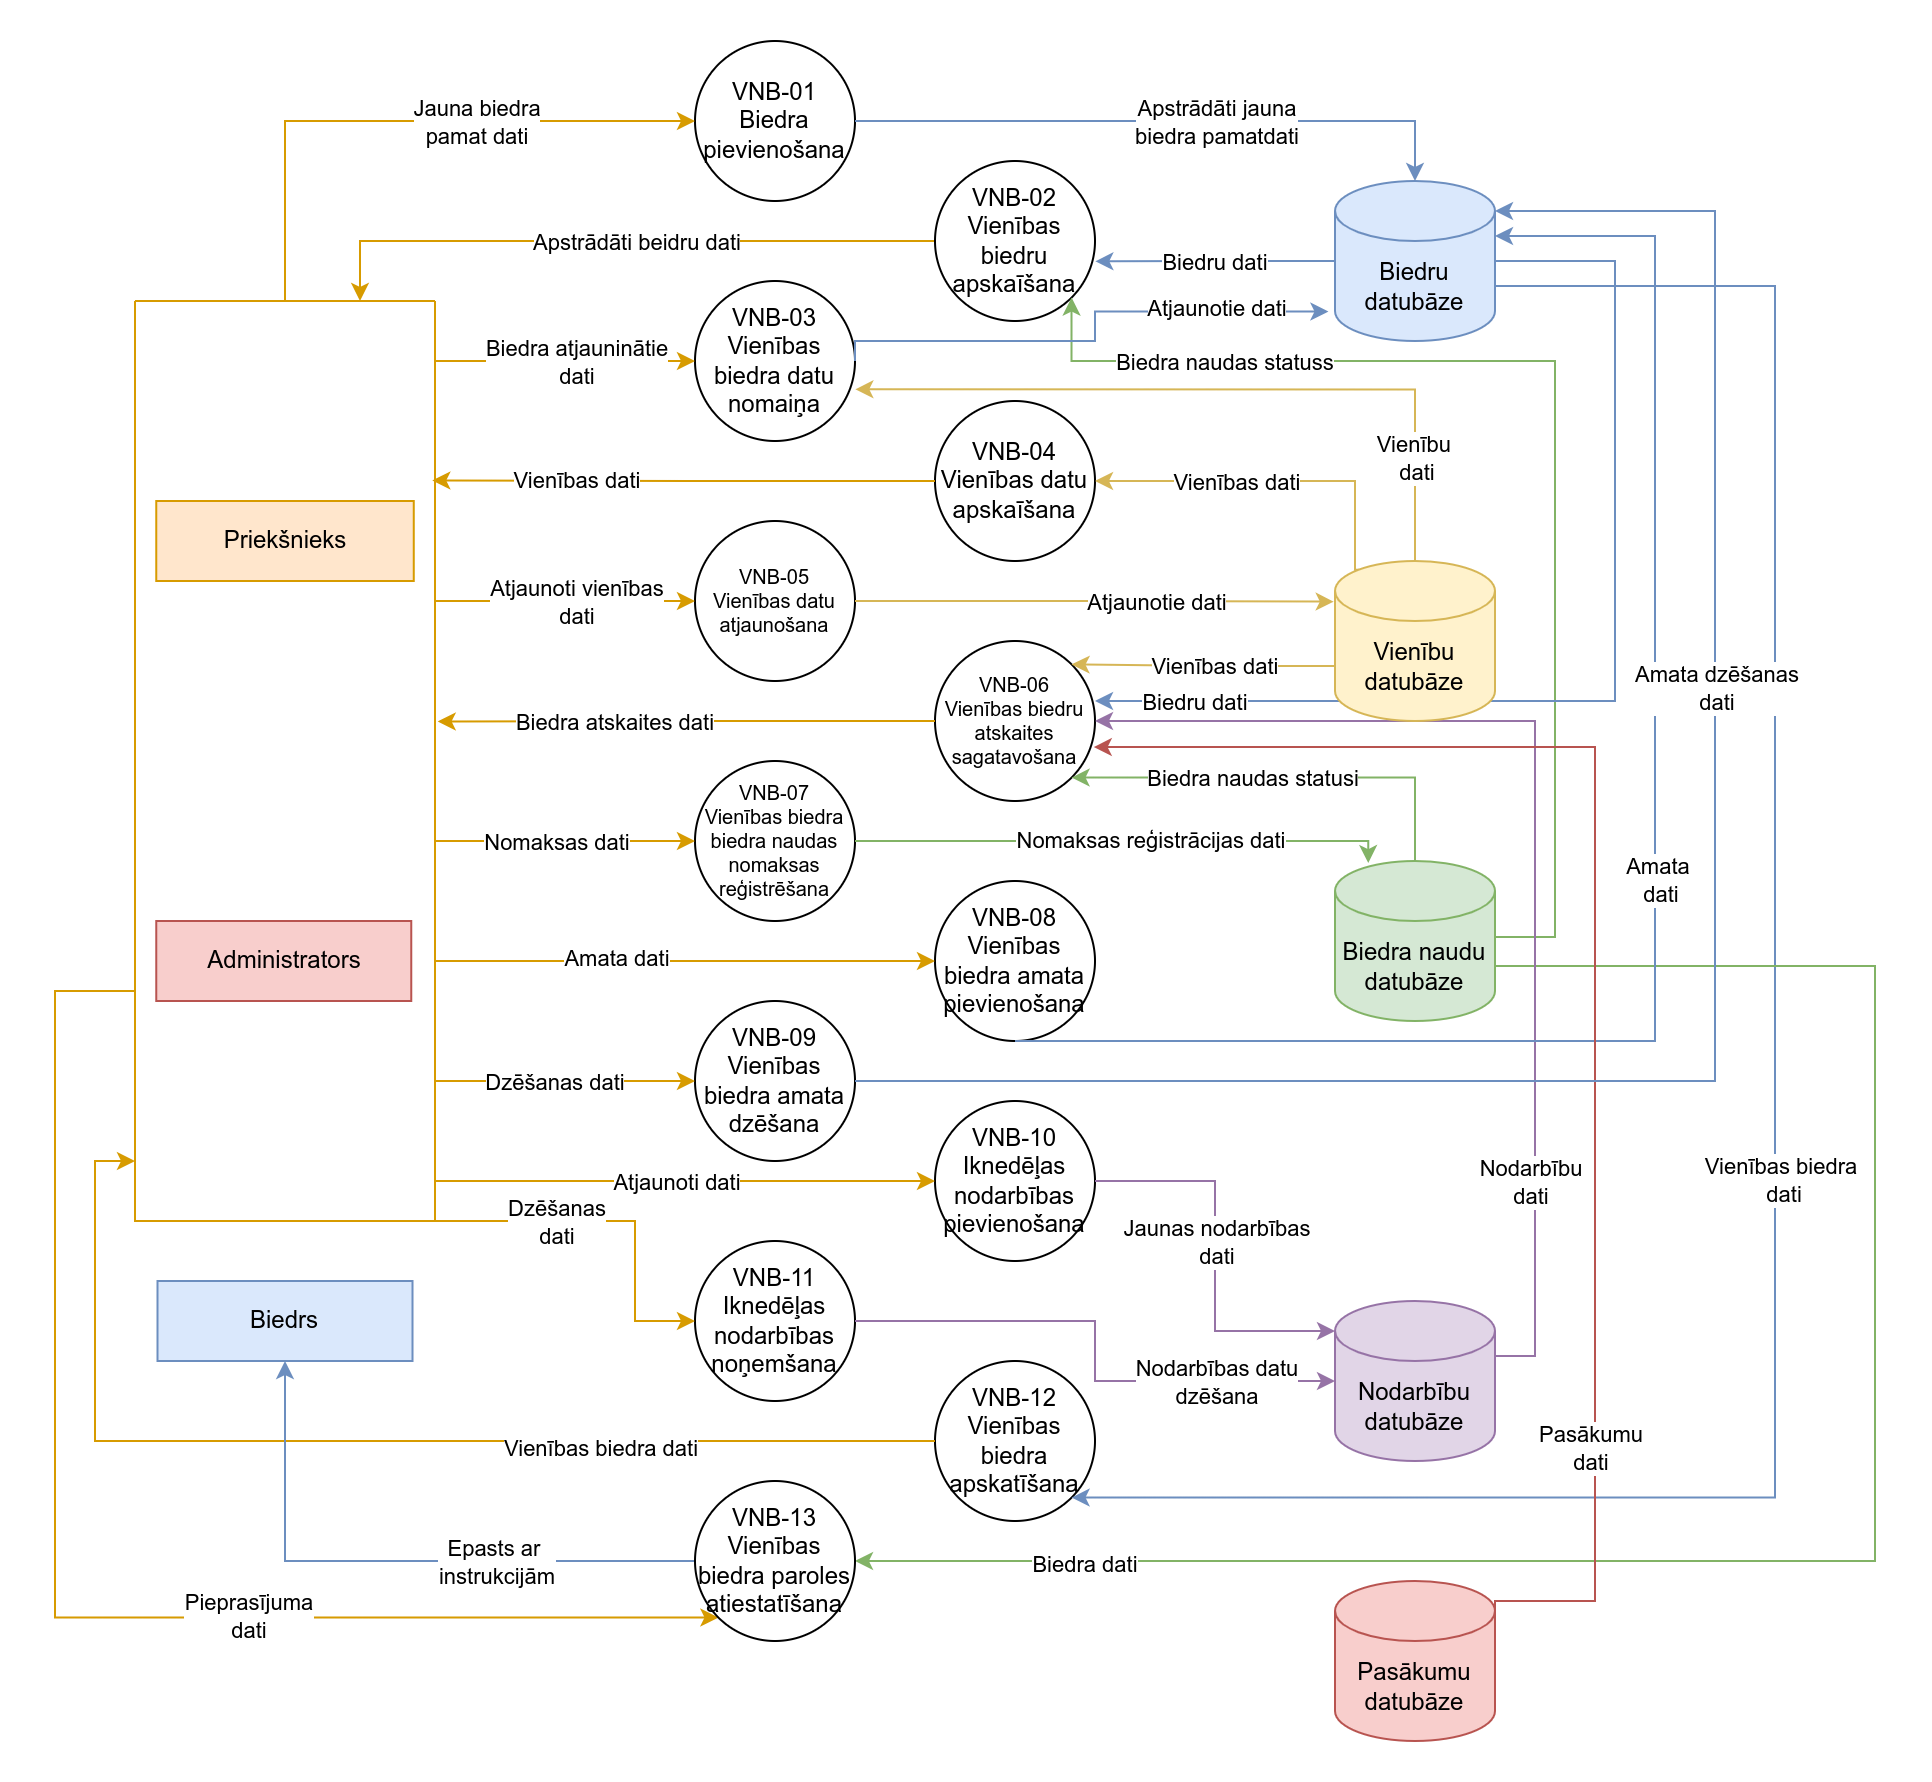 VNB-01
Biedra
pievienošana
Jauna biedra
pamat dati
Apstrādāti jauna
biedra pamatdati
VNB-02
Vienības
biedru
apskaīšana
Apstrādāti beidru dati
Biedru dati
Biedru
datubāze
VNB-03
Vienības
biedra datu
nomaiņa
Atjaunotie dati
Biedra atjauninātie
dati
Biedra naudas statuss
VNB-04
Vienības datu
apskaīšana
Vienību
dati
Vienības dati
Vienības dati
Priekšnieks
VNB-05
Vienības datu
atjaunošana
Atjaunoti vienības
dati
Atjaunotie dati
Vienību
datubāze
Vienības dati
Amata dzēšanas
dati
VNB-06
Vienības biedru
atskaites
sagatavošana
Biedru dati
Biedra atskaites dati
Biedra naudas statusi
VNB-07
Vienības biedra
biedra naudas
nomaksas
reģistrēšana
Nomaksas dati
Nomaksas reģistrācijas dati
Amata
dati
VNB-08
Vienības
biedra amata
pievienošana
Amata dati
Administrators
Biedra naudu
datubāze
VNB-09
Vienības
biedra amata
dzēšana
Dzēšanas dati
VNB-10
Iknedēļas
nodarbības
pievienošana
Atjaunoti dati
Nodarbību
dati
Vienības biedra
dati
Dzēšanas
dati
Jaunas nodarbības
dati
VNB-11
Iknedēļas
nodarbības
noņemšana
Biedrs
Nodarbības datu
dzēšana
Nodarbību
datubāze
VNB-12
Vienības
biedra
apskatīšana
Vienības biedra dati
Pasākumu
dati
VNB-13
Vienības
biedra paroles
atiestatīšana
Epasts ar
instrukcijām
Biedra dati
Pieprasījuma
dati
Pasākumu
datubāze